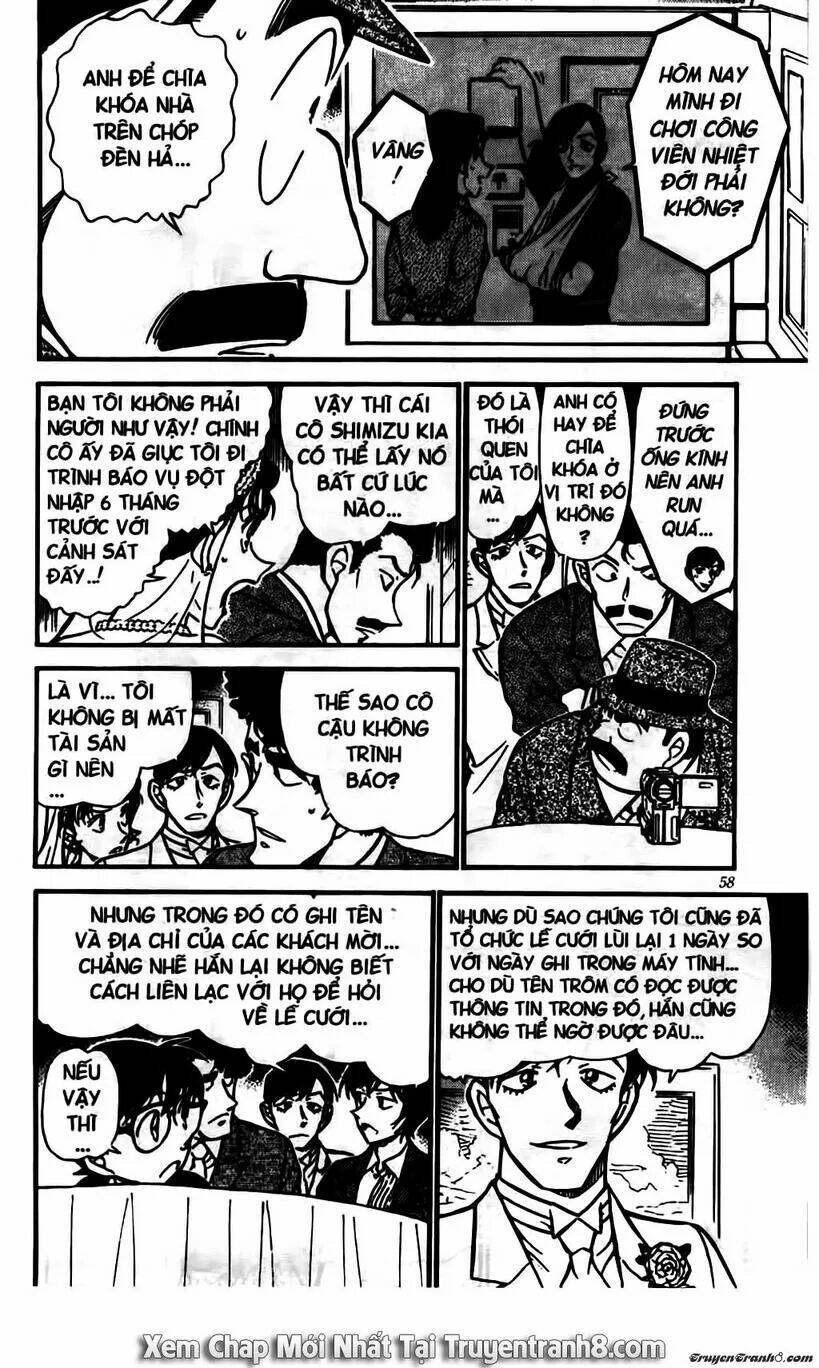 HÔM NAY
MÌNH ĐI
CHƠI CÔNG
VIÊN NHIỆT
ĐỚI PHẢI
KHÔNG?
VÂNG
!
ANH ĐỂ CHÌA
KHÓA NHÀ
TRÊN CHÓP
ĐÈN HẢ...
ĐỨNG
TRƯỚC
ỐNG KÍNH
NÊN ANH
RUN
QUÁ...
ANH CÓ
HAY ĐỂ
CHÌA
KHÓA Ở
VỊ TRÍ ĐÓ
KHÔNG
?
ĐÓ LÀ
THÓI
QUEN
CỦA TÔI
MÀ
...
VẬY THÌ CÁI
CÔ SHIMIZU KIA
CÓ THỂ LẤY NÓ
BẤT CỨ LÚC
NÀO...
BẠN TÔI KHÔNG PHẢI
NGƯỜI NHƯ VẬY! CHÍNH
CÔ ẤY ĐÃ GIỤC TÔI ĐI
TRÌNH BÁO VỤ ĐỘT
NHẬP 6 THÁNG
TRƯỚC VỚI
CẢNH SÁT
ĐẤY..!
THẾ SAO CÔ
CẬU KHÔNG
TRÌNH
BÁO?
LÀ VÌ... TÔI
KHÔNG BỊ MẤT
TÀI SẢN
GÌ NÊN
...
58
NHƯNG DÙ SAO CHÚNG TÔI CŨNG ĐÃ
TỔ CHỨC LỄ CƯỚI LÙI LẠI 1 NGÀY SO
VỚI NGÀY GHI TRONG MÁY TÍNH...
CHO DÙ TÊN TRỘM CÓ ĐỌC ĐƯỢC
THÔNG TIN TRONG ĐÓ, HẮN CŨNG
KHÔNG THỂ NGỜ ĐƯỢC ĐÂU...
NHƯNG TRONG ĐÓ CÓ GHI TÊN
VÀ ĐỊA CHỈ CỦA CÁC KHÁCH MỜI...
CHẲNG NHẼ HẮN LẠI KHÔNG BIẾT
CÁCH LIÊN LẠC VỚI HỌ ĐỂ HỎI
VỀ LỄ CƯỚI...
NẾU
VẬY THÌ
...
Xem Chap Mới Nhất Tại Truyentranh8.com
TruyenTranh8.com